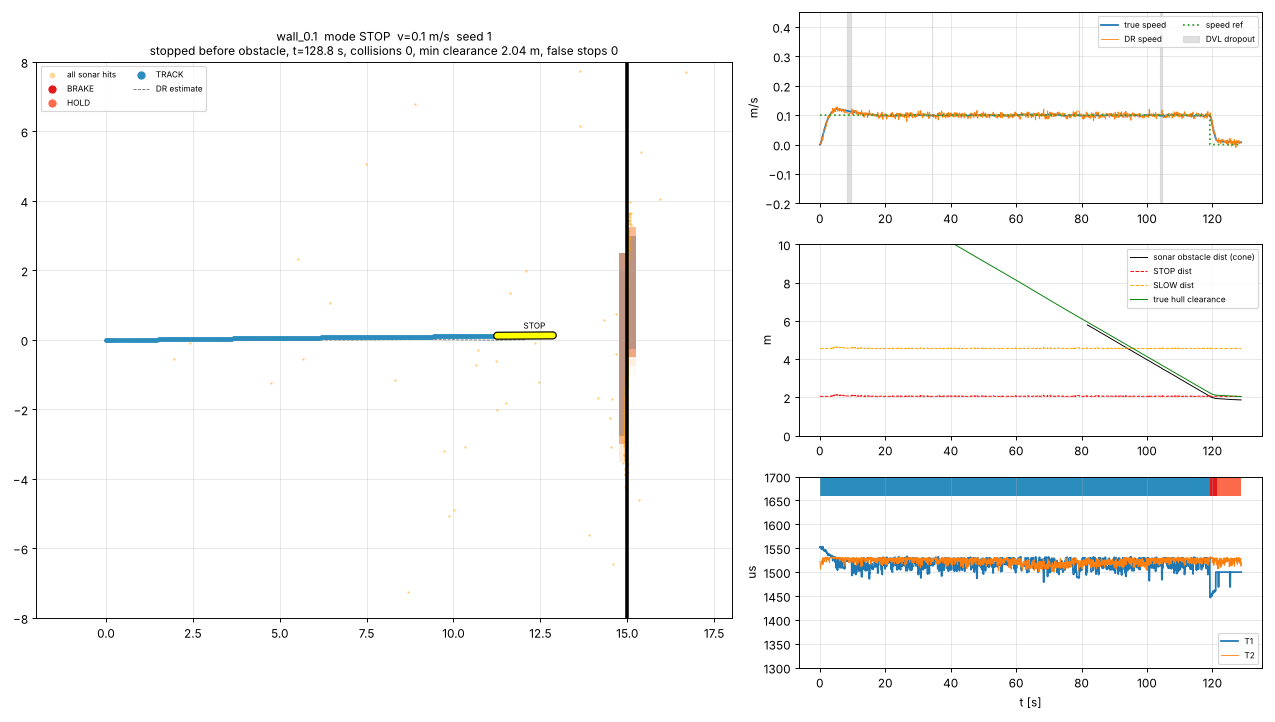 wall_0.1  mode STOP  v=0.1 m/s  seed 1
stopped before obstacle, t=128.8 s, collisions 0, min clearance 2.04 m, false stops 0
all sonar hits
BRAKE
HOLD
TRACK
DR estimate
STOP
8
6
4
2
0
−2
−4
−6
−8
0.0
2.5
5.0
7.5
10.0
12.5
15.0
17.5
true speed
DR speed
speed ref
DVL dropout
m/s
0.4
0.3
0.2
0.1
0.0
−0.1
−0.2
0
20
40
60
80
100
120
sonar obstacle dist (cone)
STOP dist
SLOW dist
true hull clearance
m
10
8
6
4
2
0
0
20
40
60
80
100
120
us
1700
1650
1600
1550
1500
1450
1400
1350
1300
T1
T2
0
20
40
60
80
100
120
t [s]